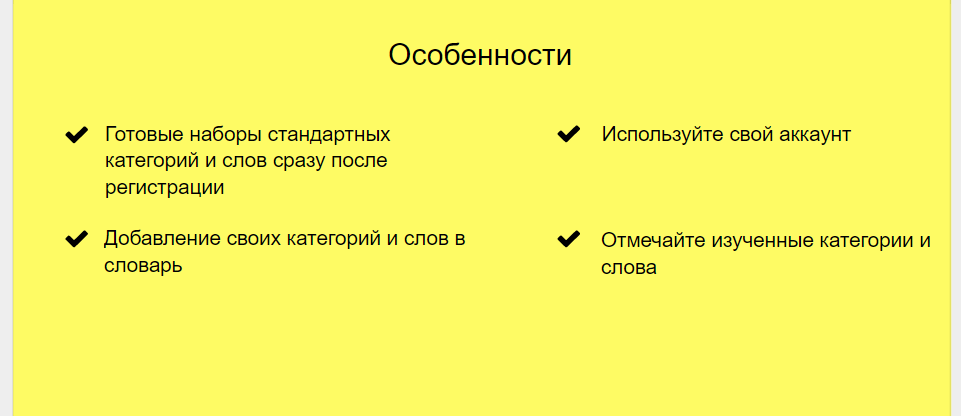 Особенности
Готовые наборы стандартных
категорий и слов сразу после
регистрации
Используйте свой аккаунт
Добавление своих категорий и слов в
словарь
Отмечайте изученные категории и
слова